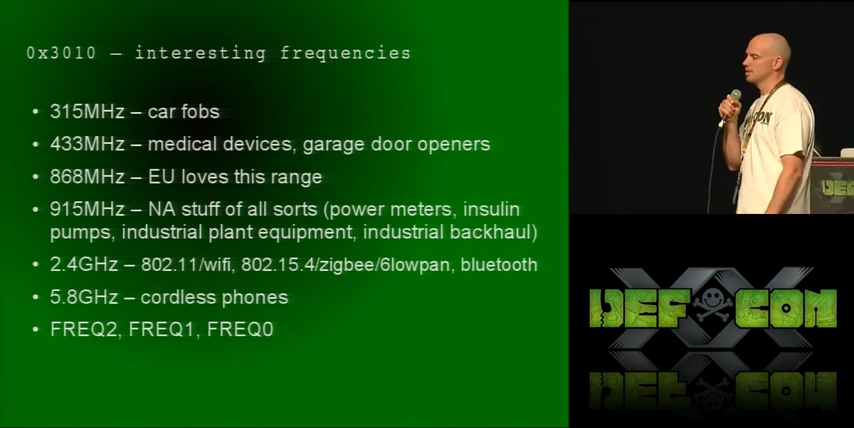 0x3010 – interesting frequencies
• 315MHz – car fobs
• 433MHz – medical devices, garage door openers
• 868MHz – EU loves this range
• 915MHz – NA stuff of all sorts (power meters, insulin
pumps, industrial plant equipment, industrial backhaul)
• 2.4GHz – 802.11/wifi, 802.15.4/zigbee/6lowpan, bluetooth
• 5.8GHz – cordless phones
• FREQ2, FREQ1, FREQ0
XX
DEF CON